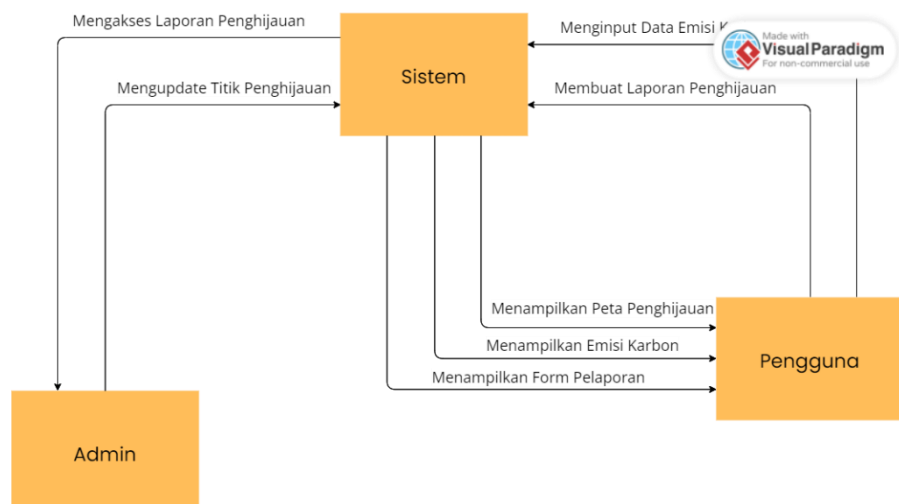 Mengakses Laporan Penghijauan
Menginput Data Emisi
Made with
Visual Paradigm
For non-commercial use
Sistem
Mengupdate Titik Penghijauan
Membuat Laporan Penghijauan
Menampilkan Peta Penghijauan
Menampilkan Emisi Karbon
Menampilkan Form Pelaporan
Pengguna
Admin